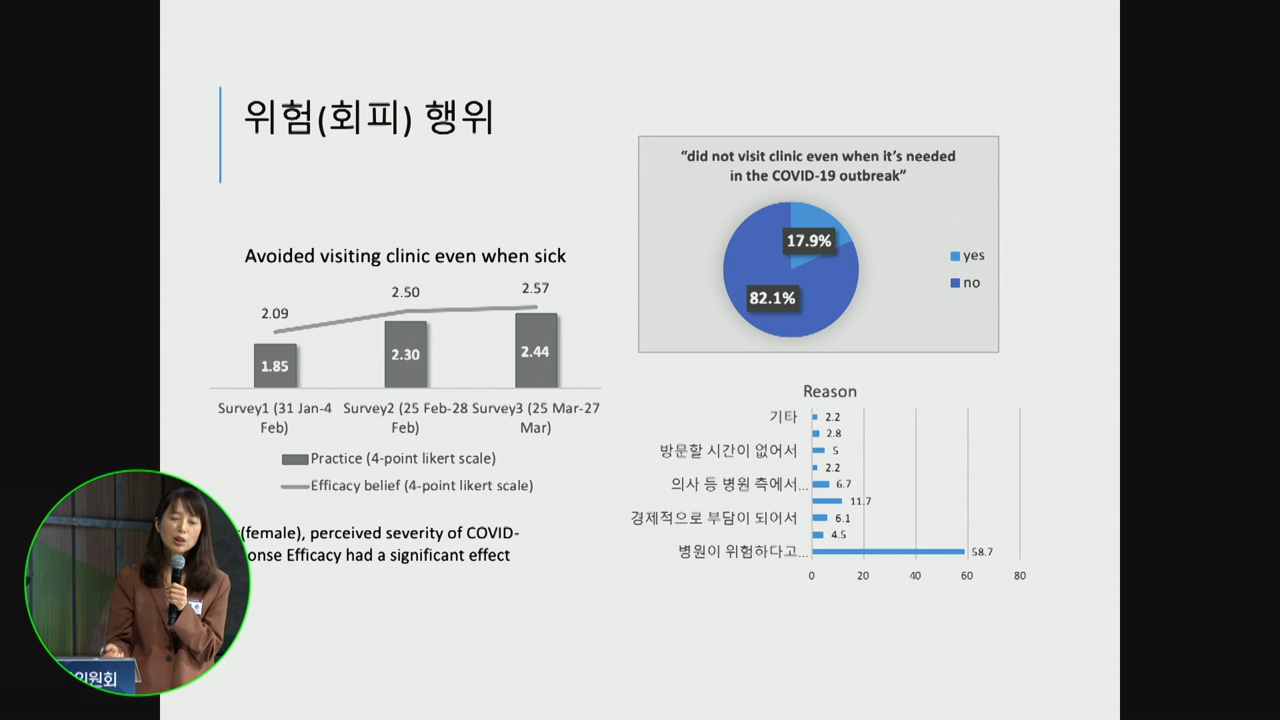 위험(회피) 행위
Avoided visiting clinic even when sick
2.09
2.50
2.57
1.85
2.30
2.44
Survey1 (31 Jan-4
Feb)
Survey2 (25 Feb-28
Feb)
Survey3 (25 Mar-27
Mar)
Practice (4-point likert scale)
Efficacy belief (4-point likert scale)
(female), perceived severity of COVID-
Efficacy had a significant effect
“did not visit clinic even when it’s needed
in the COVID-19 outbreak”
17.9%
82.1%
yes
no
Reason
기타
2.2
2.8
방문할 시간이 없어서
5
2.2
의사 등 병원 측에서...
6.7
11.7
경제적으로 부담이 되어서
6.1
4.5
병원이 위험하다고...
58.7
0 20 40 60 80
위원회